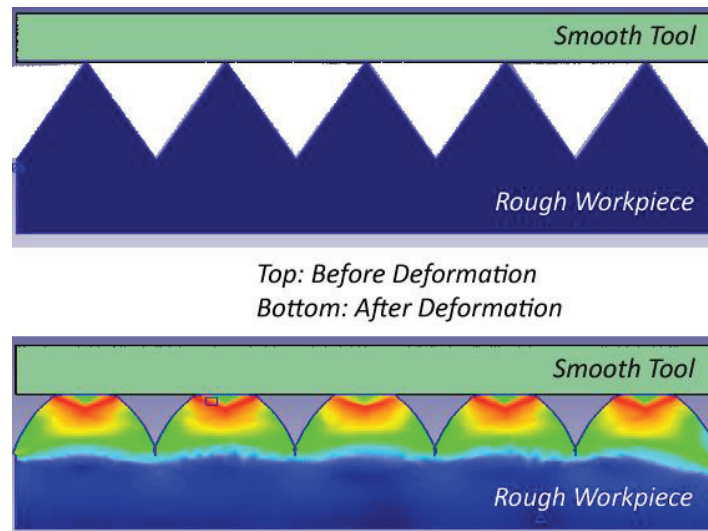 Smooth Tool
Rough Workpiece
Top: Before Deformation
Bottom: After Deformation
Smooth Tool
Rough Workpiece